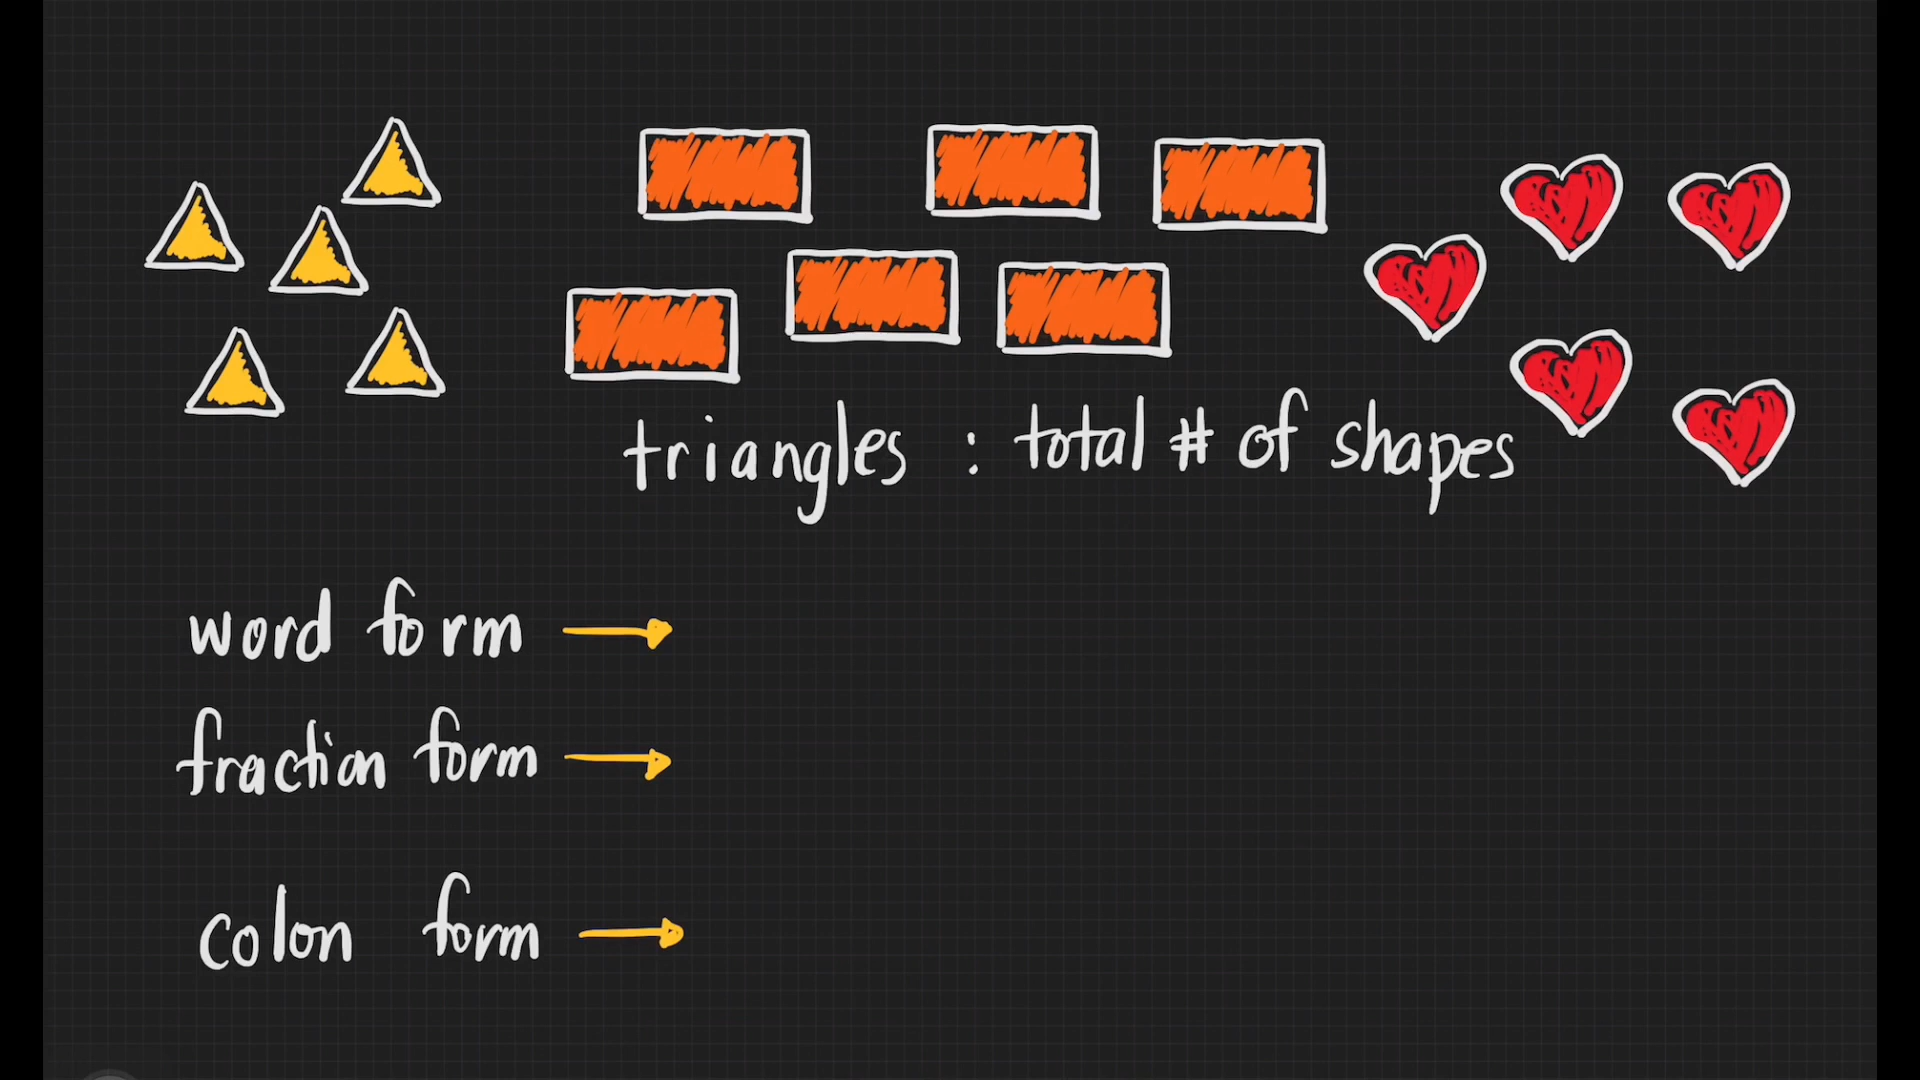 triangles : total # of shapes
word form →
fraction form →
colon form →